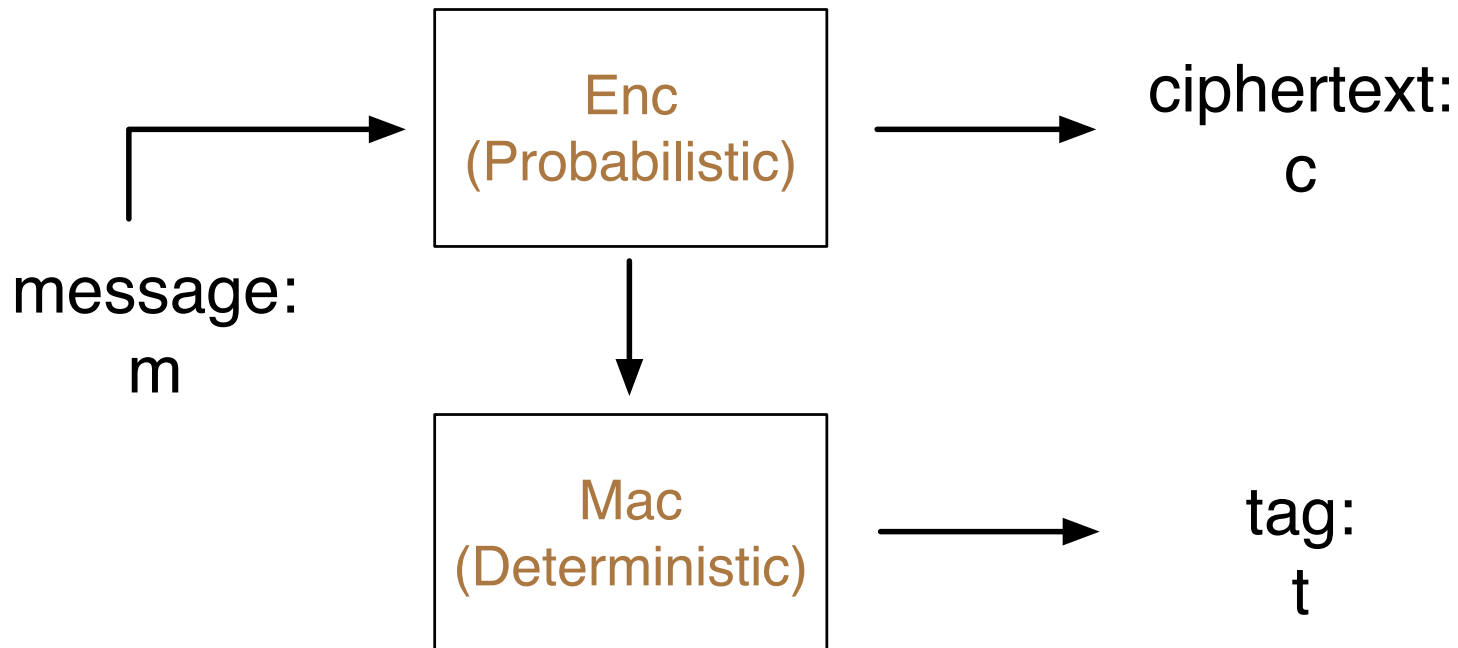 Enc
(Probabilistic)
ciphertext:
c
message:
m
Mac
(Deterministic)
tag:
t